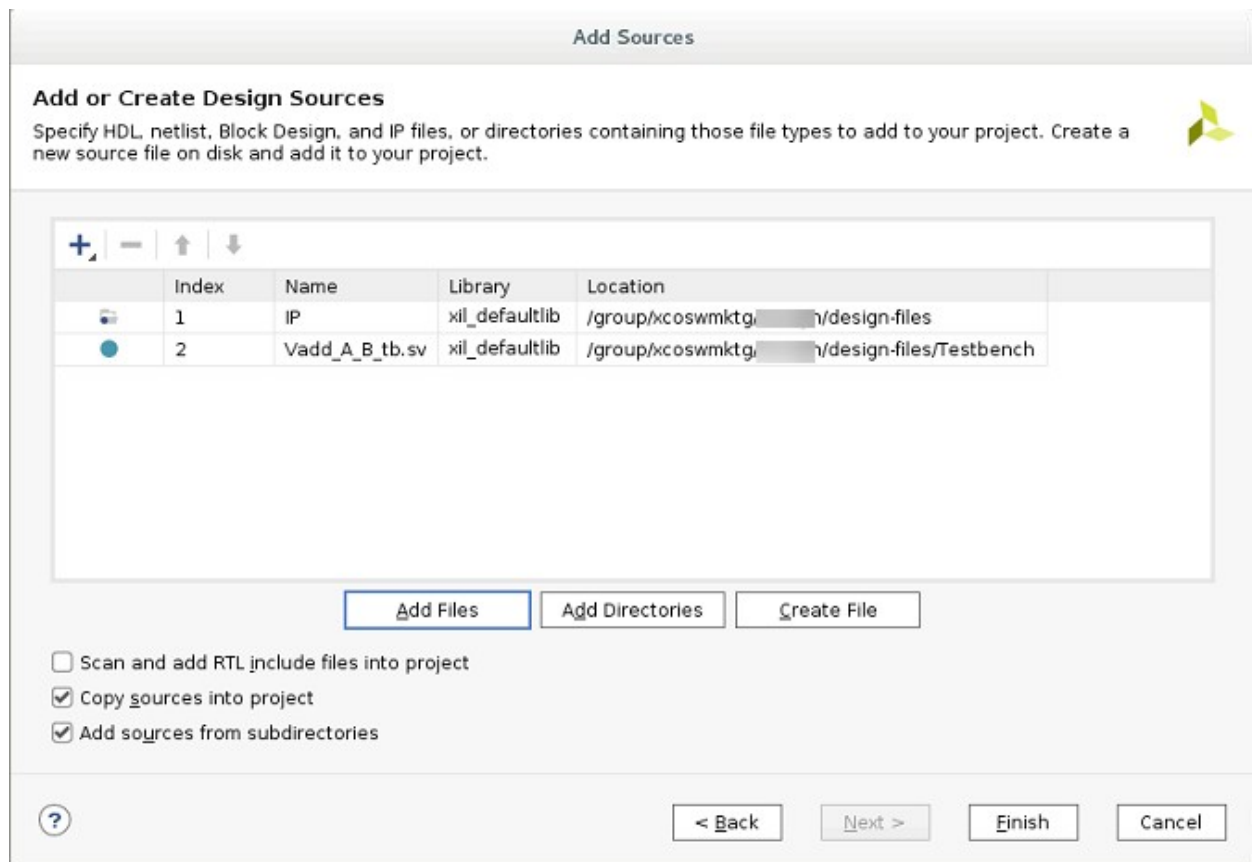 Add Sources
Add or Create Design Sources
Specify HDL, netlist, Block Design, and IP files, or directories containing those file types to add to your project. Create a
new source file on disk and add it to your project.
Index Name Library Location
1 IP xil_defaultlib /group/xcoswmktg/ h/design-files
2 Vadd_A_B_tb.sv xil_defaultlib /group/xcoswmktg/ h/design-files/Testbench
Add Files Add Directories Create File
Scan and add RTL include files into project
Copy sources into project
Add sources from subdirectories
? < Back Next > Finish Cancel